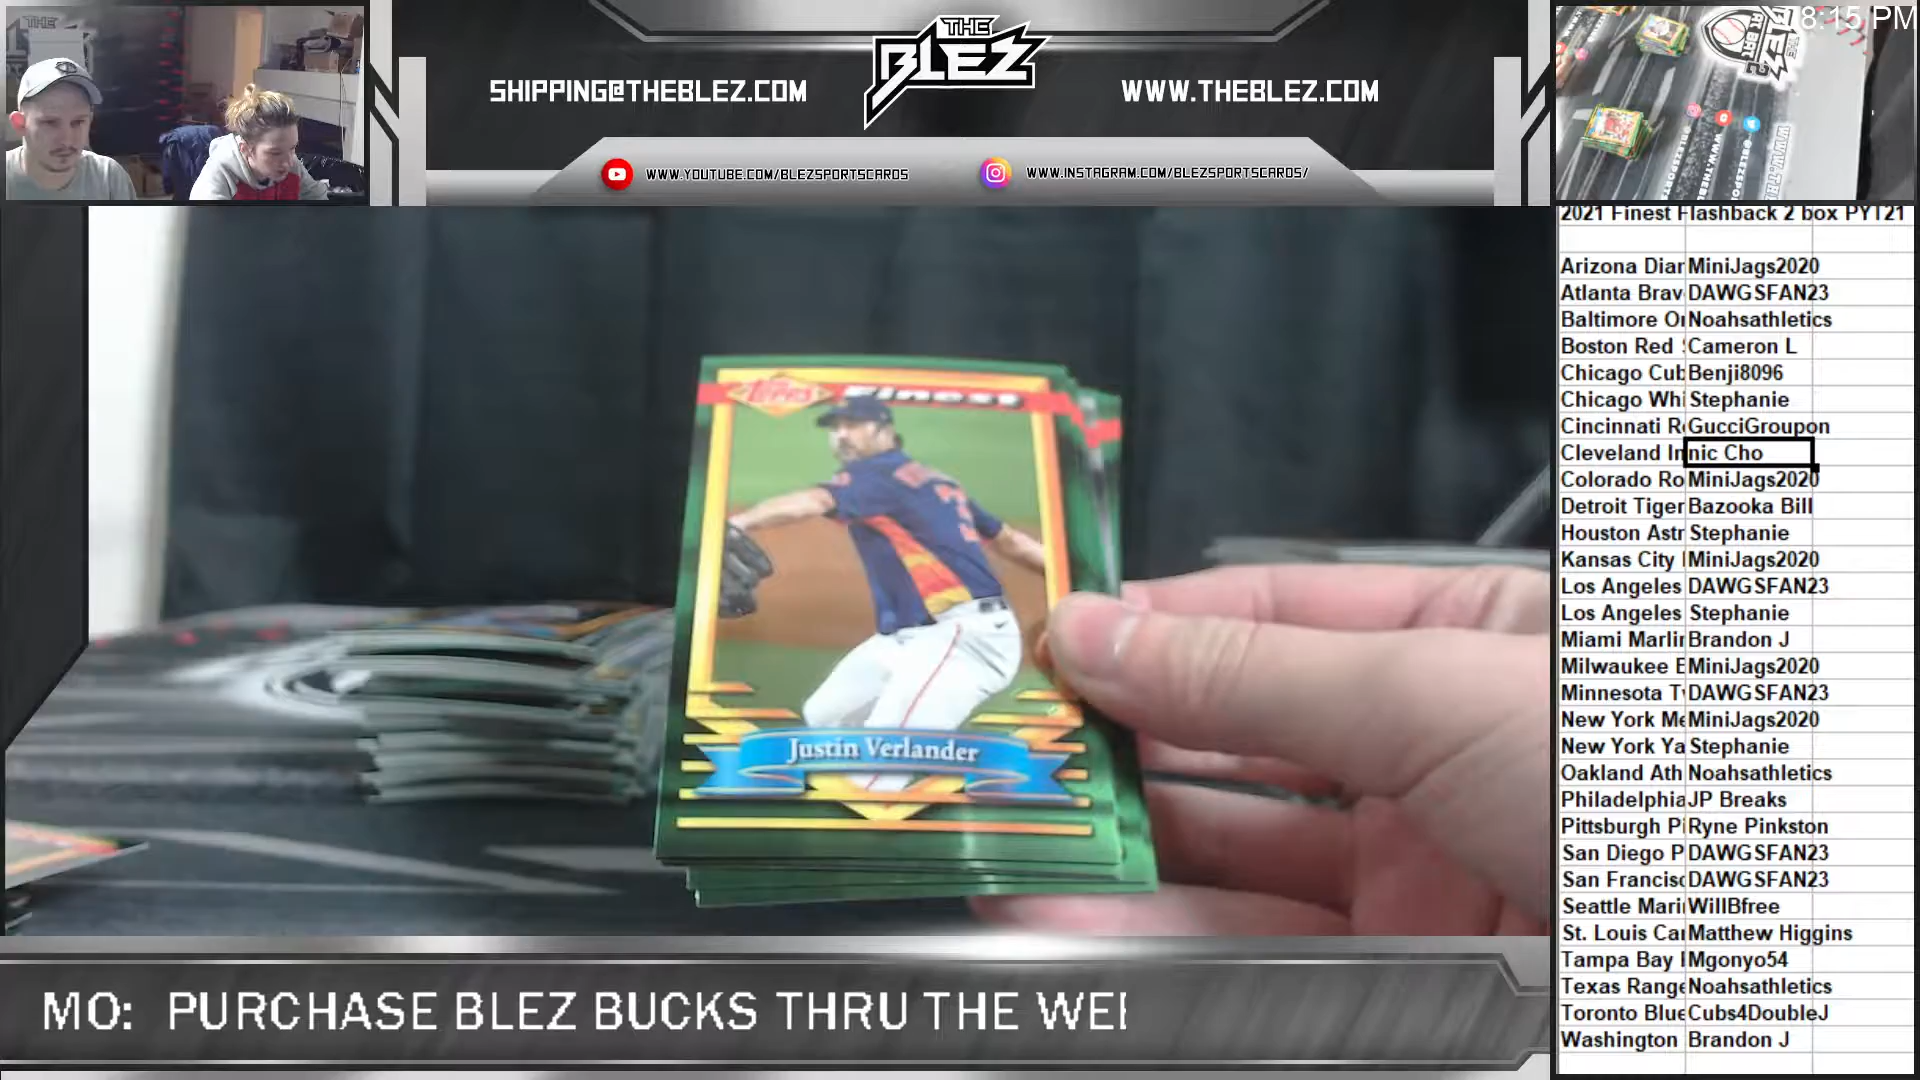 THE BLEZ
SHIPPING@THEBLEZ.COM
WWW.THEBLEZ.COM
WWW.YOUTUBE.COM/BLEZSPORTSCARDS
WWW.INSTAGRAM.COM/BLEZSPORTSCARDS/
8:15 PM
2021 Finest Flashback 2 box PYT21
Arizona Diar MiniJags2020
Atlanta Brav DAWGSFAN23
Baltimore Or Noahsathletics
Boston Red Cameron L
Chicago Cub Benji8096
Chicago Whi Stephanie
Cincinnati Re GucciGroupon
Cleveland In nic Cho
Colorado Ro MiniJags2020
Detroit Tiger Bazooka Bill
Houston Astr Stephanie
Kansas City MiniJags2020
Los Angeles DAWGSFAN23
Los Angeles Stephanie
Miami Marlin Brandon J
Milwaukee B MiniJags2020
Minnesota Tw DAWGSFAN23
New York Me MiniJags2020
New York Ya Stephanie
Oakland Ath Noahsathletics
Philadelphia JP Breaks
Pittsburgh Pi Ryne Pinkston
San Diego P DAWGSFAN23
San Francisc DAWGSFAN23
Seattle Mari WillBfree
St. Louis Car Matthew Higgins
Tampa Bay Mgonyo54
Texas Range Noahsathletics
Toronto Blue Cubs4DoubleJ
Washington Brandon J
Topps Finest
Justin Verlander
MO: PURCHASE BLEZ BUCKS THRU THE WEE